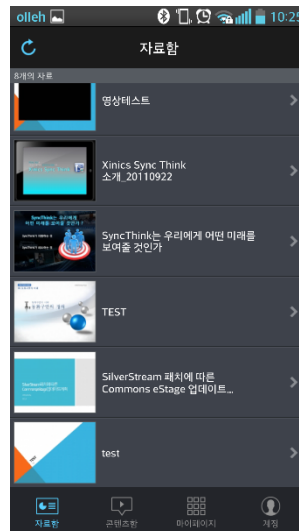 olleh
10:25
자료함
8개의 자료
영상테스트
Xinics Sync Think
소개_20110922
SyncThink는 우리에게 어떤 미래를
보여줄 것인가
TEST
SilverStream 패치에 따른
Commons eStage 업데이트...
test
자료함
콘텐츠함
마이페이지
계정